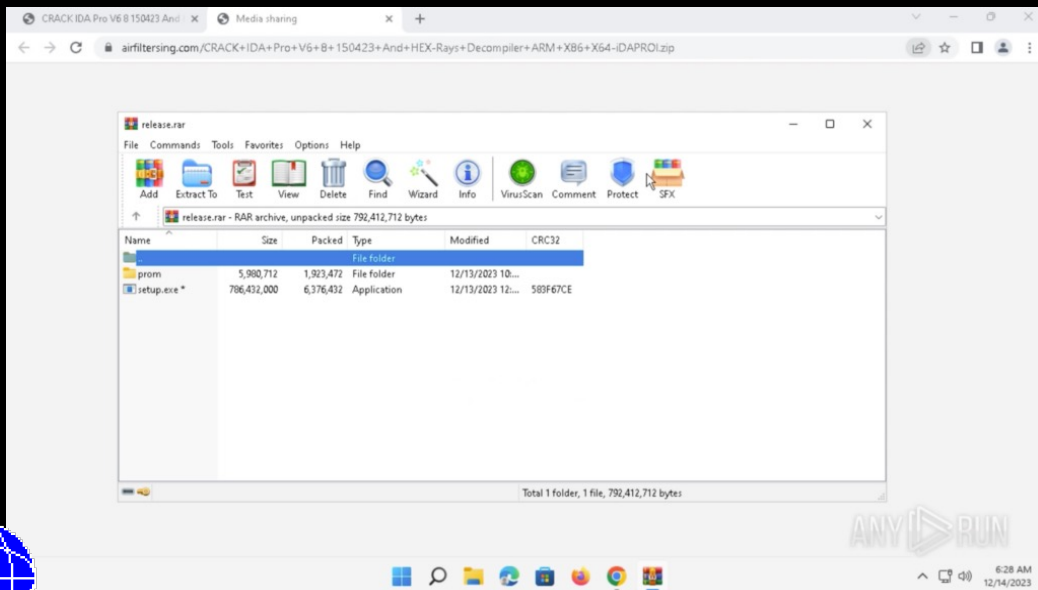 CRACK IDA Pro V6 8 150423 And
Media sharing
airfiltersing.com/CRACK+IDA+Pro+V6+8+150423+And+HEX-Rays+Decompiler+ARM+X86+X64-iDAPROl.zip
release.rar
File Commands Tools Favorites Options Help
Add Extract To Test View Delete Find Wizard Info VirusScan Comment Protect SFX
release.rar - RAR archive, unpacked size 792,412,712 bytes
Name Size Packed Type Modified CRC32
.. File folder
prom 5,980,712 1,923,472 File folder 12/13/2023 10:...
setup.exe * 786,432,000 6,376,432 Application 12/13/2023 12:... 583F67CE
Total 1 folder, 1 file, 792,412,712 bytes
ANY RUN
6:28 AM
12/14/2023